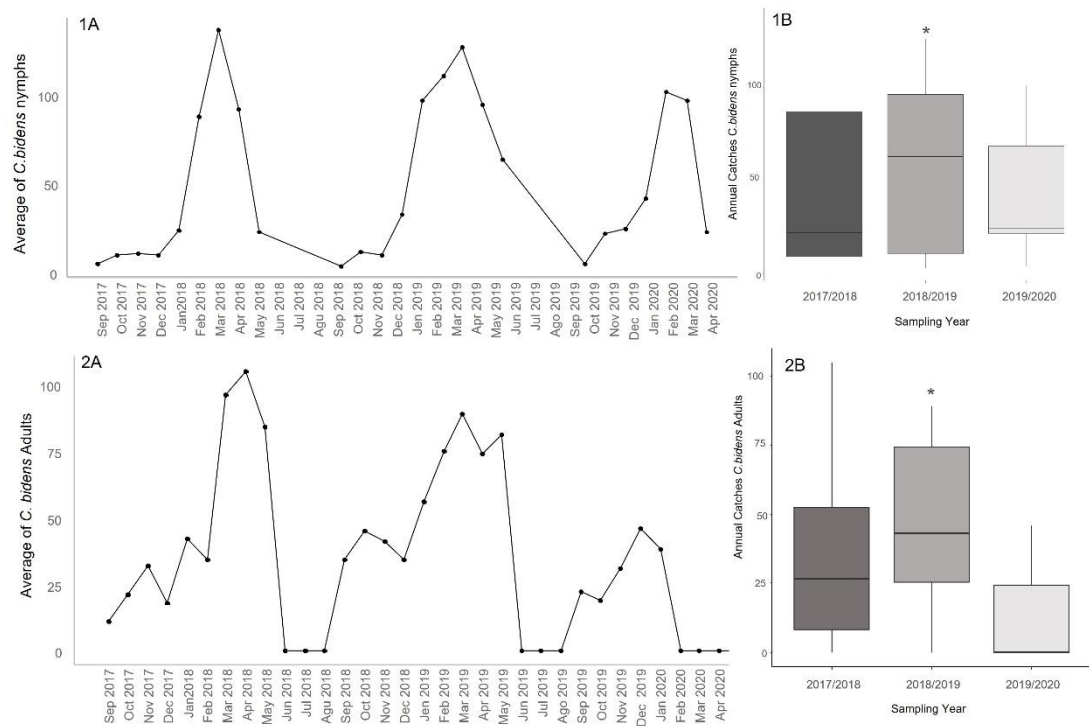 1A
Average of C.bidens nymphs
100
50
0
Sep 2017
Oct 2017
Nov 2017
Dec 2017
Jan2018
Feb 2018
Mar 2018
Apr 2018
May 2018
Jun 2018
Jul 2018
Agu 2018
Sep 2018
Oct 2018
Nov 2018
Dec 2018
Jan 2019
Feb 2019
Mar 2019
Apr 2019
May 2019
Jun 2019
Jul 2019
Ago 2019
Sep 2019
Oct 2019
Nov 2019
Dec 2019
Jan 2020
Feb 2020
Mar 2020
Apr 2020
1B
*
Annual Catches C.bidens nymphs
100
50
0
2017/2018 2018/2019 2019/2020
Sampling Year
2A
Average of C. bidens Adults
100
75
50
25
0
Sep 2017
Oct 2017
Nov 2017
Dec 2017
Jan2018
Feb 2018
Mar 2018
Apr 2018
May 2018
Jun 2018
Jul 2018
Agu 2018
Sep 2018
Oct 2018
Nov 2018
Dec 2018
Jan 2019
Feb 2019
Mar 2019
Apr 2019
May 2019
Jun 2019
Jul 2019
Ago 2019
Sep 2019
Oct 2019
Nov 2019
Dec 2019
Jan 2020
Feb 2020
Mar 2020
Apr 2020
2B
*
Annual Catches C.bidens Adults
100
75
50
25
0
2017/2018 2018/2019 2019/2020
Sampling Year